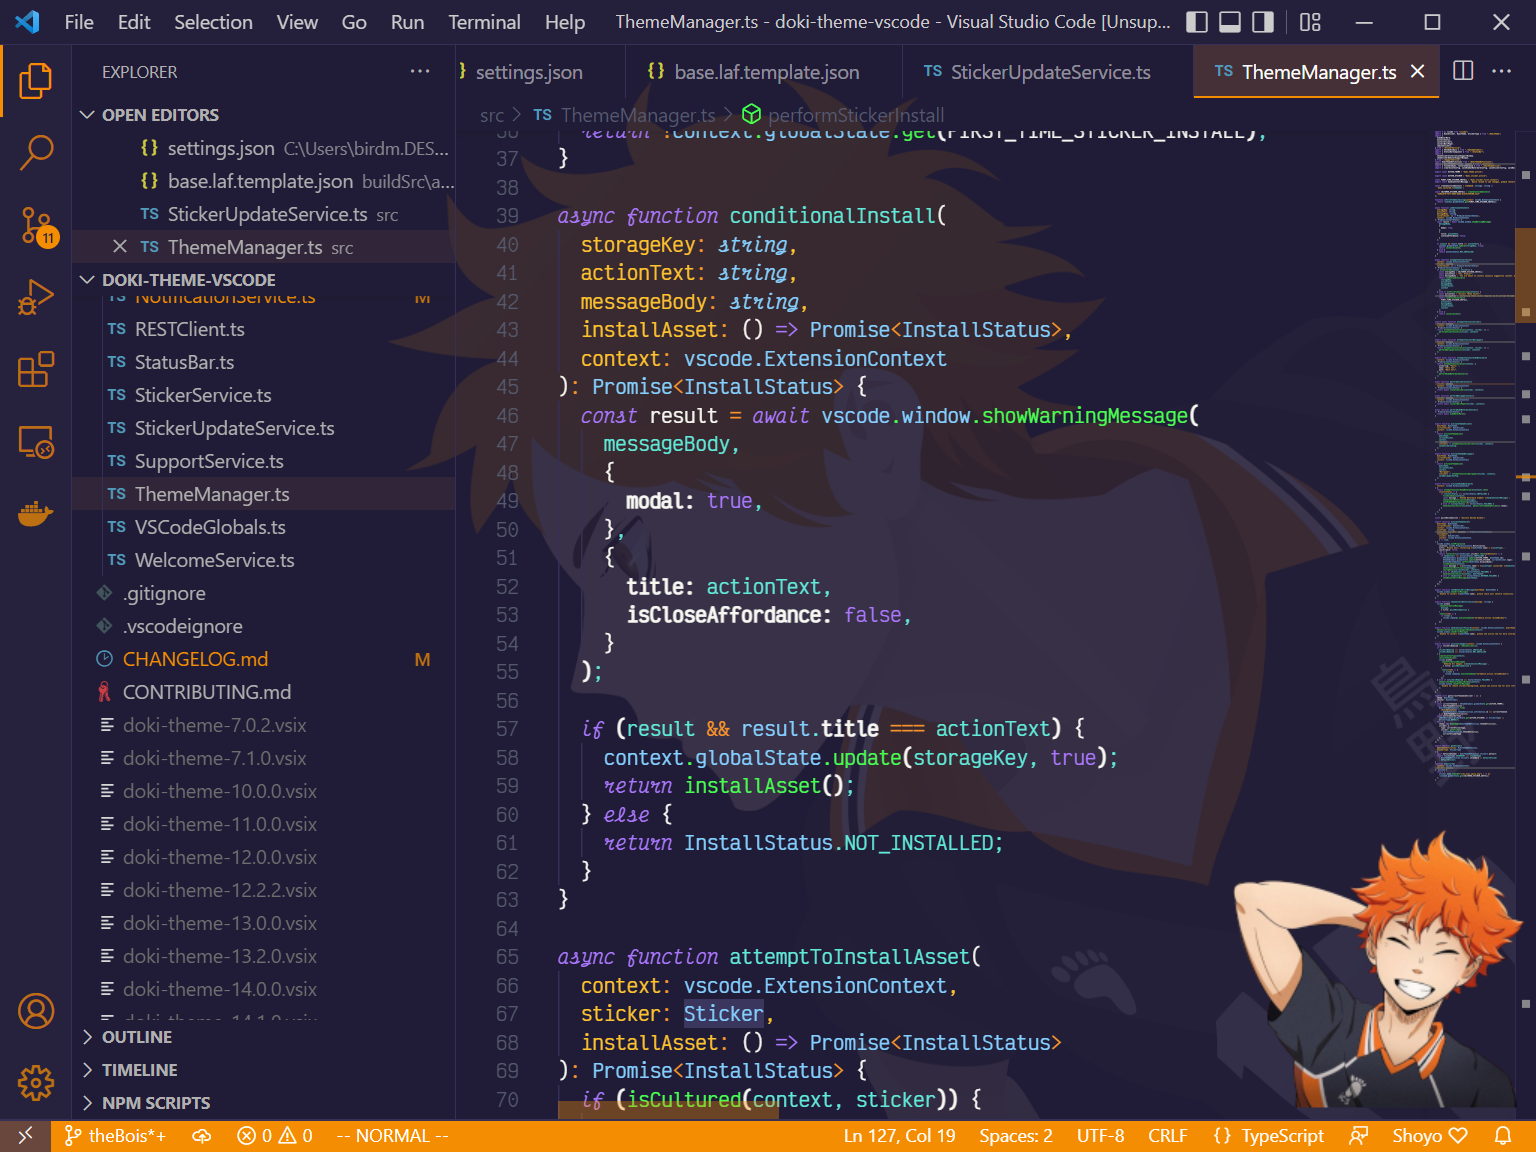 File Edit Selection View Go Run Terminal Help ThemeManager.ts - doki-theme-vscode - Visual Studio Code [Unsup...
EXPLORER
settings.json
base.laf.template.json
TS StickerUpdateService.ts
TS ThemeManager.ts
OPEN EDITORS
settings.json C:\Users\birdm.DES...
base.laf.template.json buildSrc\a...
TS StickerUpdateService.ts src
TS ThemeManager.ts src
11
DOKI-THEME-VSCODE
TS NotificationService.ts M
TS RESTClient.ts
TS StatusBar.ts
TS StickerService.ts
TS StickerUpdateService.ts
TS SupportService.ts
TS ThemeManager.ts
TS VSCodeGlobals.ts
TS WelcomeService.ts
.gitignore
.vscodeignore
CHANGELOG.md M
CONTRIBUTING.md
doki-theme-7.0.2.vsix
doki-theme-7.1.0.vsix
doki-theme-10.0.0.vsix
doki-theme-11.0.0.vsix
doki-theme-12.0.0.vsix
doki-theme-12.2.2.vsix
doki-theme-13.0.0.vsix
doki-theme-13.2.0.vsix
doki-theme-14.0.0.vsix
doki-theme-14.1.0.vsix
OUTLINE
TIMELINE
NPM SCRIPTS
src > TS ThemeManager.ts > performStickerInstall
36 return !context.globalState.get(FIRST_TIME_STICKER_INSTALL);
37 }
38
39 async function conditionalInstall(
40 storageKey: string,
41 actionText: string,
42 messageBody: string,
43 installAsset: () => Promise<InstallStatus>,
44 context: vscode.ExtensionContext
45 ): Promise<InstallStatus> {
46 const result = await vscode.window.showWarningMessage(
47 messageBody,
48 {
49 modal: true,
50 },
51 {
52 title: actionText,
53 isCloseAffordance: false,
54 }
55 );
56
57 if (result && result.title === actionText) {
58 context.globalState.update(storageKey, true);
59 return installAsset();
60 } else {
61 return InstallStatus.NOT_INSTALLED;
62 }
63 }
64
65 async function attemptToInstallAsset(
66 context: vscode.ExtensionContext,
67 sticker: Sticker,
68 installAsset: () => Promise<InstallStatus>
69 ): Promise<InstallStatus> {
70 if (isCultured(context, sticker)) {
烏野
theBois*+ 0 0 -- NORMAL -- Ln 127, Col 19 Spaces: 2 UTF-8 CRLF {} TypeScript Shoyo